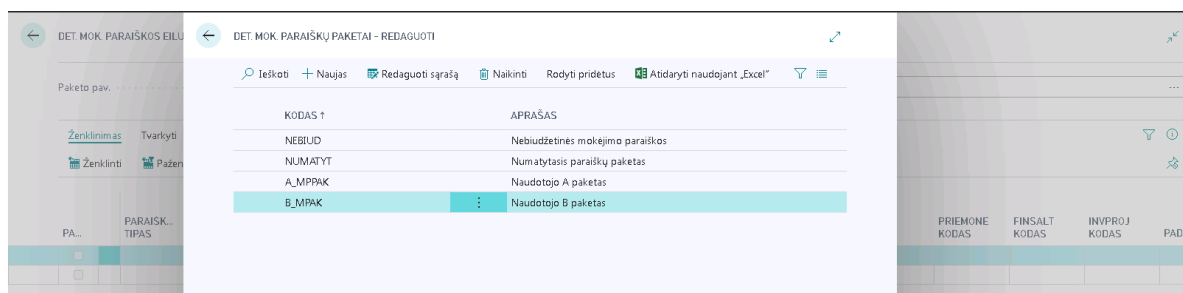 DET. MOK. PARAIŠKOS EILU
DET. MOK. PARAIŠKŲ PAKETAI – REDAGUOTI
Ieškoti Naujas Redaguoti sąrašą Naikinti Rodyti pridėtus Atidaryti naudojant „Excel“
Paketo pav.
KODAS ↑ APRAŠAS
Ženklinimas Tvarkyti
NEBIUD Nebiudžetinės mokėjimo paraiškos
Ženklinti Pažen
NUMATYT Numatytasis paraiškų paketas
A_MPPAK Naudotojo A paketas
B_MPAK Naudotojo B paketas
PA... PARAIŠK... TIPAS
PRIEMONE KODAS FINSALT KODAS INVPROJ KODAS PAD